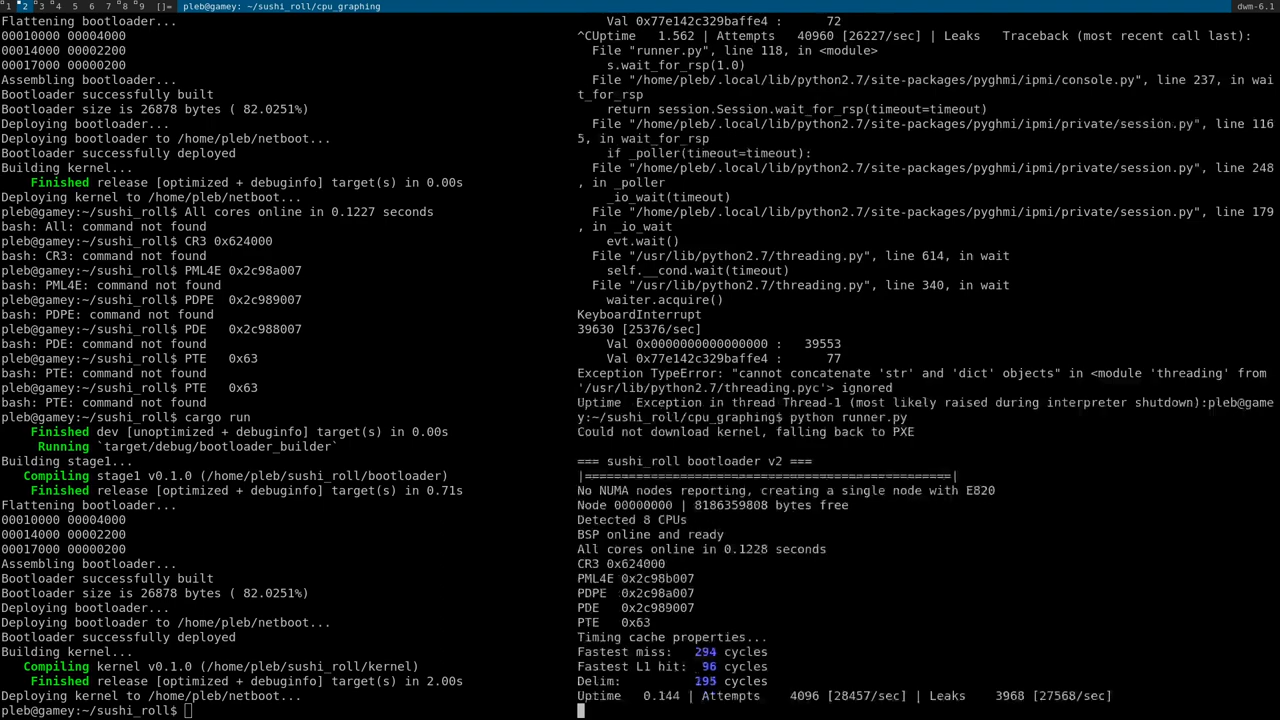 1 2 3 4 5 6 7 8 9 []= pleb@gamey: ~/sushi_roll/cpu_graphing dwm-6.1
Flattening bootloader...
00010000 00004000
00014000 00002200
00017000 00000200
Assembling bootloader...
Bootloader successfully built
Bootloader size is 26878 bytes ( 82.0251%)
Deploying bootloader...
Deploying bootloader to /home/pleb/netboot...
Bootloader successfully deployed
Building kernel...
Finished release [optimized + debuginfo] target(s) in 0.00s
Deploying kernel to /home/pleb/netboot...
pleb@gamey:~/sushi_roll$ All cores online in 0.1227 seconds
bash: All: command not found
pleb@gamey:~/sushi_roll$ CR3 0x624000
bash: CR3: command not found
pleb@gamey:~/sushi_roll$ PML4E 0x2c98a007
bash: PML4E: command not found
pleb@gamey:~/sushi_roll$ PDPE  0x2c989007
bash: PDPE: command not found
pleb@gamey:~/sushi_roll$ PDE   0x2c988007
bash: PDE: command not found
pleb@gamey:~/sushi_roll$ PTE   0x63
bash: PTE: command not found
pleb@gamey:~/sushi_roll$ PTE   0x63
bash: PTE: command not found
pleb@gamey:~/sushi_roll$ cargo run
Finished dev [unoptimized + debuginfo] target(s) in 0.00s
Running `target/debug/bootloader_builder`
Building stage1...
Compiling stage1 v0.1.0 (/home/pleb/sushi_roll/bootloader)
Finished release [optimized + debuginfo] target(s) in 0.71s
Flattening bootloader...
00010000 00004000
00014000 00002200
00017000 00000200
Assembling bootloader...
Bootloader successfully built
Bootloader size is 26878 bytes ( 82.0251%)
Deploying bootloader...
Deploying bootloader to /home/pleb/netboot...
Bootloader successfully deployed
Building kernel...
Compiling kernel v0.1.0 (/home/pleb/sushi_roll/kernel)
Finished release [optimized + debuginfo] target(s) in 2.00s
Deploying kernel to /home/pleb/netboot...
pleb@gamey:~/sushi_roll$
Val 0x77e142c329baffe4 :      72
^CUptime   1.562 | Attempts    40960 [26227/sec] | Leaks   Traceback (most recent call last):
File "runner.py", line 118, in <module>
s.wait_for_rsp(1.0)
File "/home/pleb/.local/lib/python2.7/site-packages/pyghmi/ipmi/console.py", line 237, in wai
t_for_rsp
return session.Session.wait_for_rsp(timeout=timeout)
File "/home/pleb/.local/lib/python2.7/site-packages/pyghmi/ipmi/private/session.py", line 116
5, in wait_for_rsp
if _poller(timeout=timeout):
File "/home/pleb/.local/lib/python2.7/site-packages/pyghmi/ipmi/private/session.py", line 248
, in _poller
_io_wait(timeout)
File "/home/pleb/.local/lib/python2.7/site-packages/pyghmi/ipmi/private/session.py", line 179
, in _io_wait
evt.wait()
File "/usr/lib/python2.7/threading.py", line 614, in wait
self.__cond.wait(timeout)
File "/usr/lib/python2.7/threading.py", line 340, in wait
waiter.acquire()
KeyboardInterrupt
39630 [25376/sec]
Val 0x0000000000000000 :   39553
Val 0x77e142c329baffe4 :      77
Exception TypeError: "cannot concatenate 'str' and 'dict' objects" in <module 'threading' from
'/usr/lib/python2.7/threading.pyc'> ignored
Uptime  Exception in thread Thread-1 (most likely raised during interpreter shutdown):pleb@game
y:~/sushi_roll/cpu_graphing$ python runner.py
Could not download kernel, falling back to PXE
=== sushi_roll bootloader v2 ===
|==================================================|
No NUMA nodes reporting, creating a single node with E820
Node 00000000 | 8186359808 bytes free
Detected 8 CPUs
BSP online and ready
All cores online in 0.1228 seconds
CR3 0x624000
PML4E 0x2c98b007
PDPE  0x2c98a007
PDE   0x2c989007
PTE   0x63
Timing cache properties...
Fastest miss:   294 cycles
Fastest L1 hit:  96 cycles
Delim:          195 cycles
Uptime   0.144 | Attempts     4096 [28457/sec] | Leaks    3968 [27568/sec]